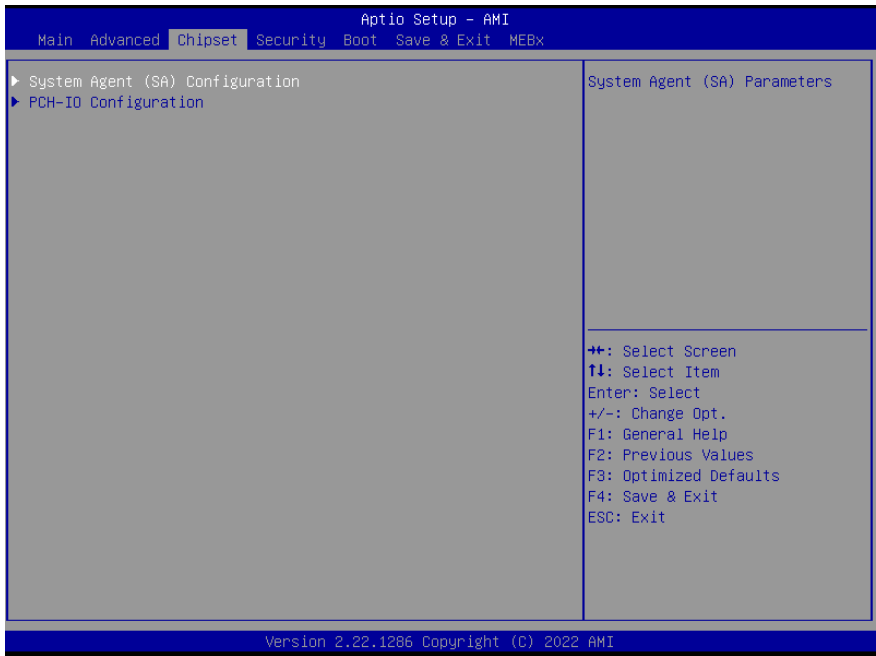 Aptio Setup – AMI
Main Advanced Chipset Security Boot Save & Exit MEBx
▶ System Agent (SA) Configuration
▶ PCH-IO Configuration
System Agent (SA) Parameters
→←: Select Screen
↑↓: Select Item
Enter: Select
+/-: Change Opt.
F1: General Help
F2: Previous Values
F3: Optimized Defaults
F4: Save & Exit
ESC: Exit
Version 2.22.1286 Copyright (C) 2022 AMI